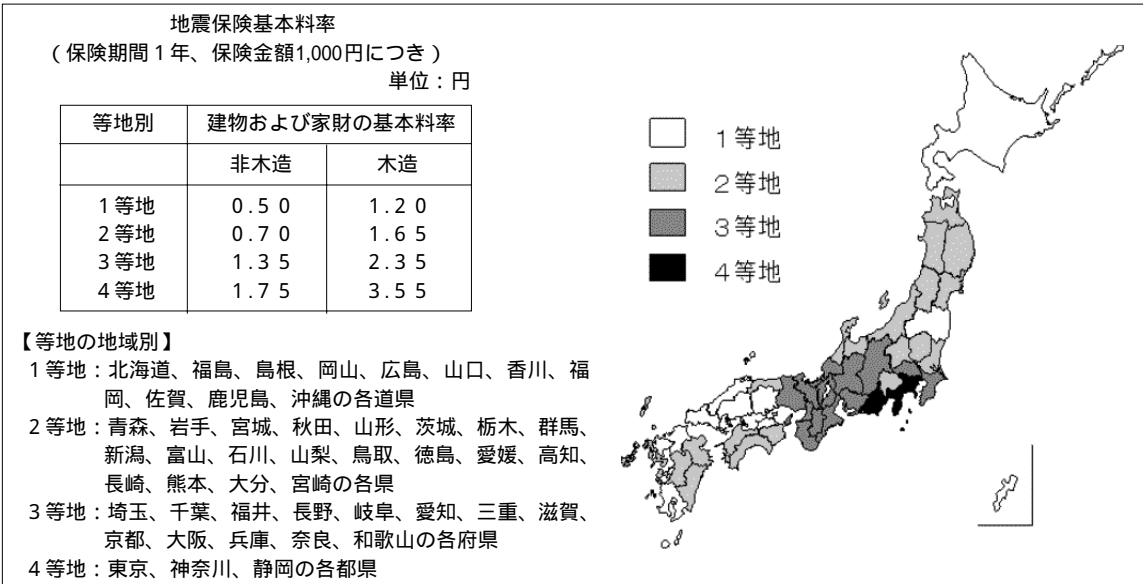 地震保険基本料率
(保険期間1年、保険金額1,000円につき)
単位:円
等地別 建物および家財の基本料率
非木造 木造
1等地 0.50 1.20
2等地 0.70 1.65
3等地 1.35 2.35
4等地 1.75 3.55
【等地の地域別】
1等地:北海道、福島、島根、岡山、広島、山口、香川、福
岡、佐賀、鹿児島、沖縄の各道県
2等地:青森、岩手、宮城、秋田、山形、茨城、栃木、群馬、
新潟、富山、石川、山梨、鳥取、徳島、愛媛、高知、
長崎、熊本、大分、宮崎の各県
3等地:埼玉、千葉、福井、長野、岐阜、愛知、三重、滋賀、
京都、大阪、兵庫、奈良、和歌山の各府県
4等地:東京、神奈川、静岡の各都県
1等地
2等地
3等地
4等地